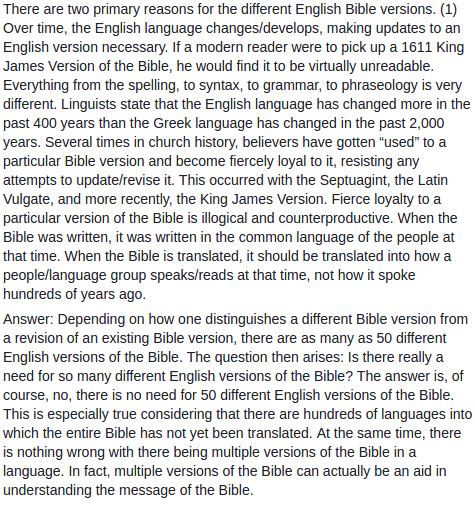 There are two primary reasons for the different English Bible versions. (1)
Over time, the English language changes/develops, making updates to an
English version necessary. If a modern reader were to pick up a 1611 King
James Version of the Bible, he would find it to be virtually unreadable.
Everything from the spelling, to syntax, to grammar, to phraseology is very
different. Linguists state that the English language has changed more in the
past 400 years than the Greek language has changed in the past 2,000
years. Several times in church history, believers have gotten “used” to a
particular Bible version and become fiercely loyal to it, resisting any
attempts to update/revise it. This occurred with the Septuagint, the Latin
Vulgate, and more recently, the King James Version. Fierce loyalty to a
particular version of the Bible is illogical and counterproductive. When the
Bible was written, it was written in the common language of the people at
that time. When the Bible is translated, it should be translated into how a
people/language group speaks/reads at that time, not how it spoke
hundreds of years ago.
Answer: Depending on how one distinguishes a different Bible version from
a revision of an existing Bible version, there are as many as 50 different
English versions of the Bible. The question then arises: Is there really a
need for so many different English versions of the Bible? The answer is, of
course, no, there is no need for 50 different English versions of the Bible.
This is especially true considering that there are hundreds of languages into
which the entire Bible has not yet been translated. At the same time, there
is nothing wrong with there being multiple versions of the Bible in a
language. In fact, multiple versions of the Bible can actually be an aid in
understanding the message of the Bible.